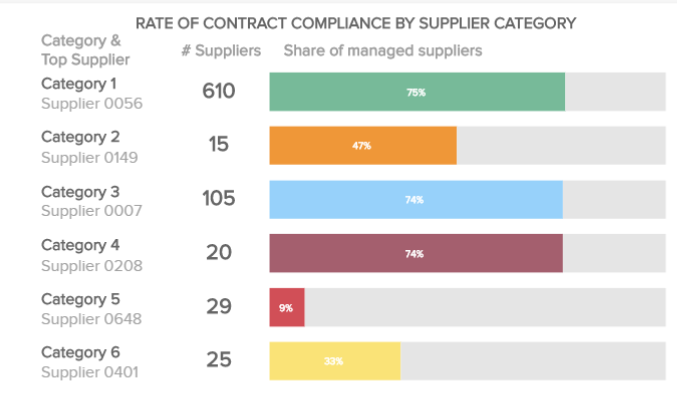 RATE OF CONTRACT COMPLIANCE BY SUPPLIER CATEGORY
Category &
Top Supplier
# Suppliers
Share of managed suppliers
Category 1
Supplier 0056
610
75%
Category 2
Supplier 0149
15
47%
Category 3
Supplier 0007
105
74%
Category 4
Supplier 0208
20
74%
Category 5
Supplier 0648
29
9%
Category 6
Supplier 0401
25
33%